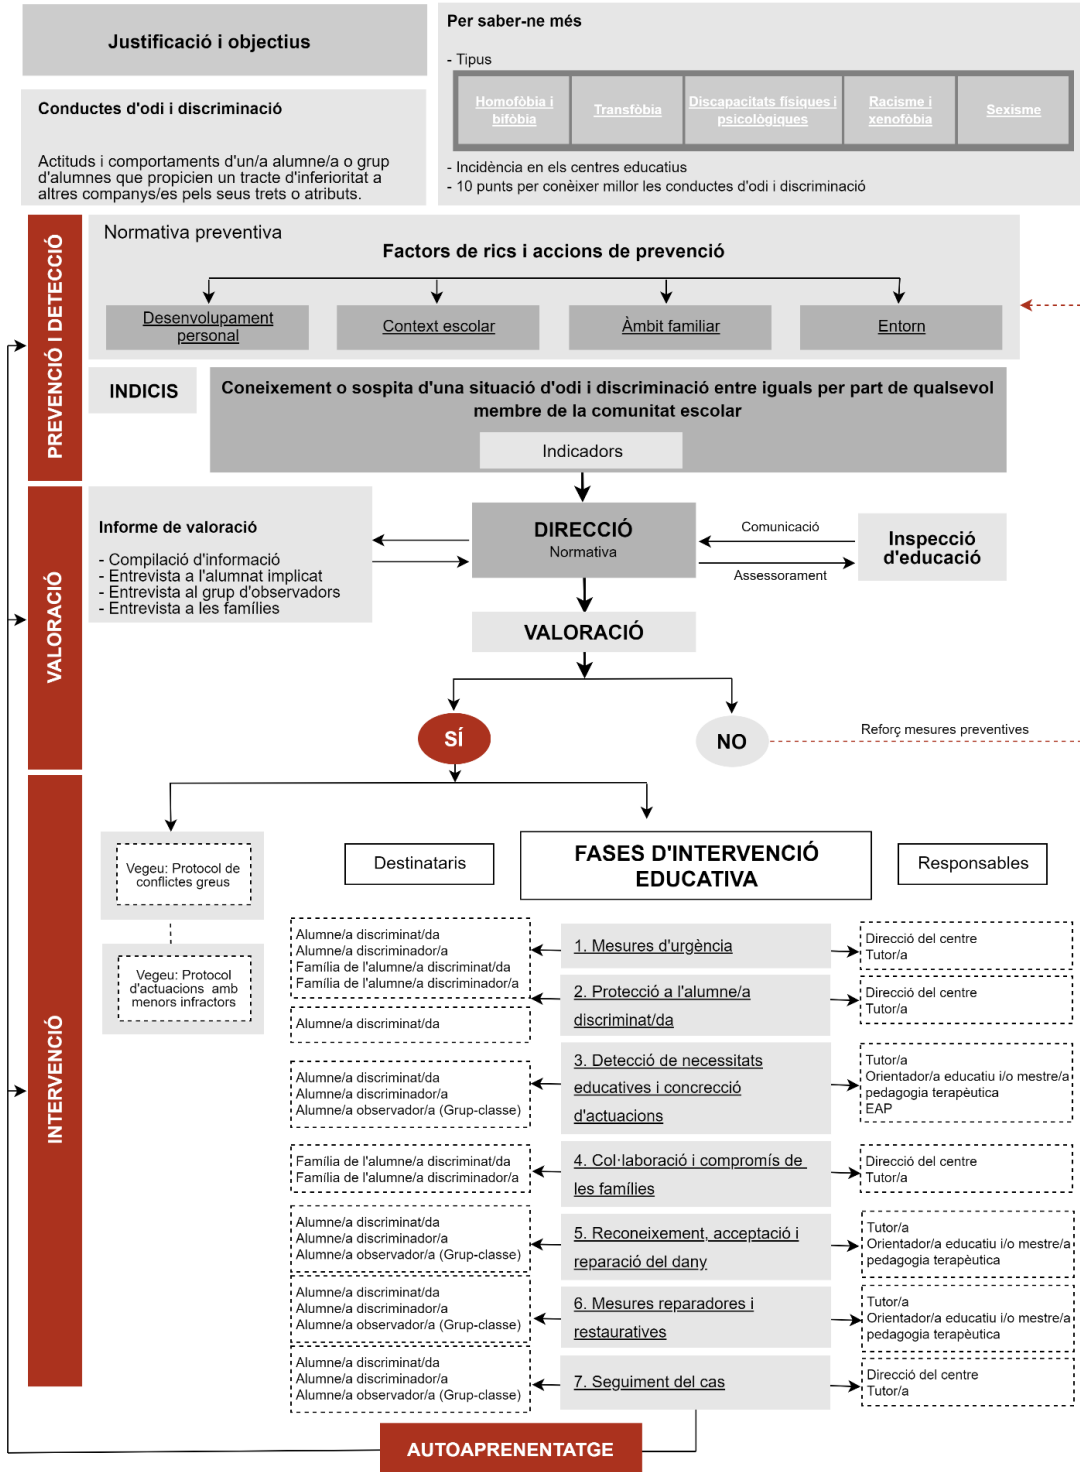 Justificació i objectius
Per saber-ne més
- Tipus
Homofòbia i
bifòbia
Transfòbia
Discapacitats físiques i
psicològiques
Racisme i
xenofòbia
Sexisme
- Incidència en els centres educatius
- 10 punts per conèixer millor les conductes d'odi i discriminació
Conductes d'odi i discriminació
Actituds i comportaments d'un/a alumne/a o grup
d'alumnes que propicien un tracte d'inferioritat a
altres companys/es pels seus trets o atributs.
PREVENCIÓ I DETECCIÓ
Normativa preventiva
Factors de rics i accions de prevenció
Desenvolupament
personal
Context escolar
Àmbit familiar
Entorn
INDICIS
Coneixement o sospita d'una situació d'odi i discriminació entre iguals per part de qualsevol
membre de la comunitat escolar
Indicadors
VALORACIÓ
Informe de valoració
- Compilació d'informació
- Entrevista a l'alumnat implicat
- Entrevista al grup d'observadors
- Entrevista a les famílies
DIRECCIÓ
Normativa
Comunicació
Assessorament
Inspecció
d'educació
VALORACIÓ
SÍ
NO
Reforç mesures preventives
INTERVENCIÓ
Vegeu: Protocol de
conflictes greus
Vegeu: Protocol
d'actuacions amb
menors infractors
Destinataris
FASES D'INTERVENCIÓ
EDUCATIVA
Responsables
Alumne/a discriminat/da
Alumne/a discriminador/a
Família de l'alumne/a discriminat/da
Família de l'alumne/a discriminador/a
1. Mesures d'urgència
Direcció del centre
Tutor/a
Alumne/a discriminat/da
2. Protecció a l'alumne/a
discriminat/da
Direcció del centre
Tutor/a
Alumne/a discriminat/da
Alumne/a discriminador/a
Alumne/a observador/a (Grup-classe)
3. Detecció de necessitats
educatives i concrecció
d'actuacions
Tutor/a
Orientador/a educatiu i/o mestre/a
pedagogia terapèutica
EAP
Família de l'alumne/a discriminat/da
Família de l'alumne/a discriminador/a
4. Col·laboració i compromís de
les famílies
Direcció del centre
Tutor/a
Alumne/a discriminat/da
Alumne/a discriminador/a
Alumne/a observador/a (Grup-classe)
5. Reconeixement, acceptació i
reparació del dany
Tutor/a
Orientador/a educatiu i/o mestre/a
pedagogia terapèutica
Alumne/a discriminat/da
Alumne/a discriminador/a
Alumne/a observador/a (Grup-classe)
6. Mesures reparadores i
restauratives
Tutor/a
Orientador/a educatiu i/o mestre/a
pedagogia terapèutica
Alumne/a discriminat/da
Alumne/a discriminador/a
Alumne/a observador/a (Grup-classe)
7. Seguiment del cas
Direcció del centre
Tutor/a
AUTOAPRENENTATGE